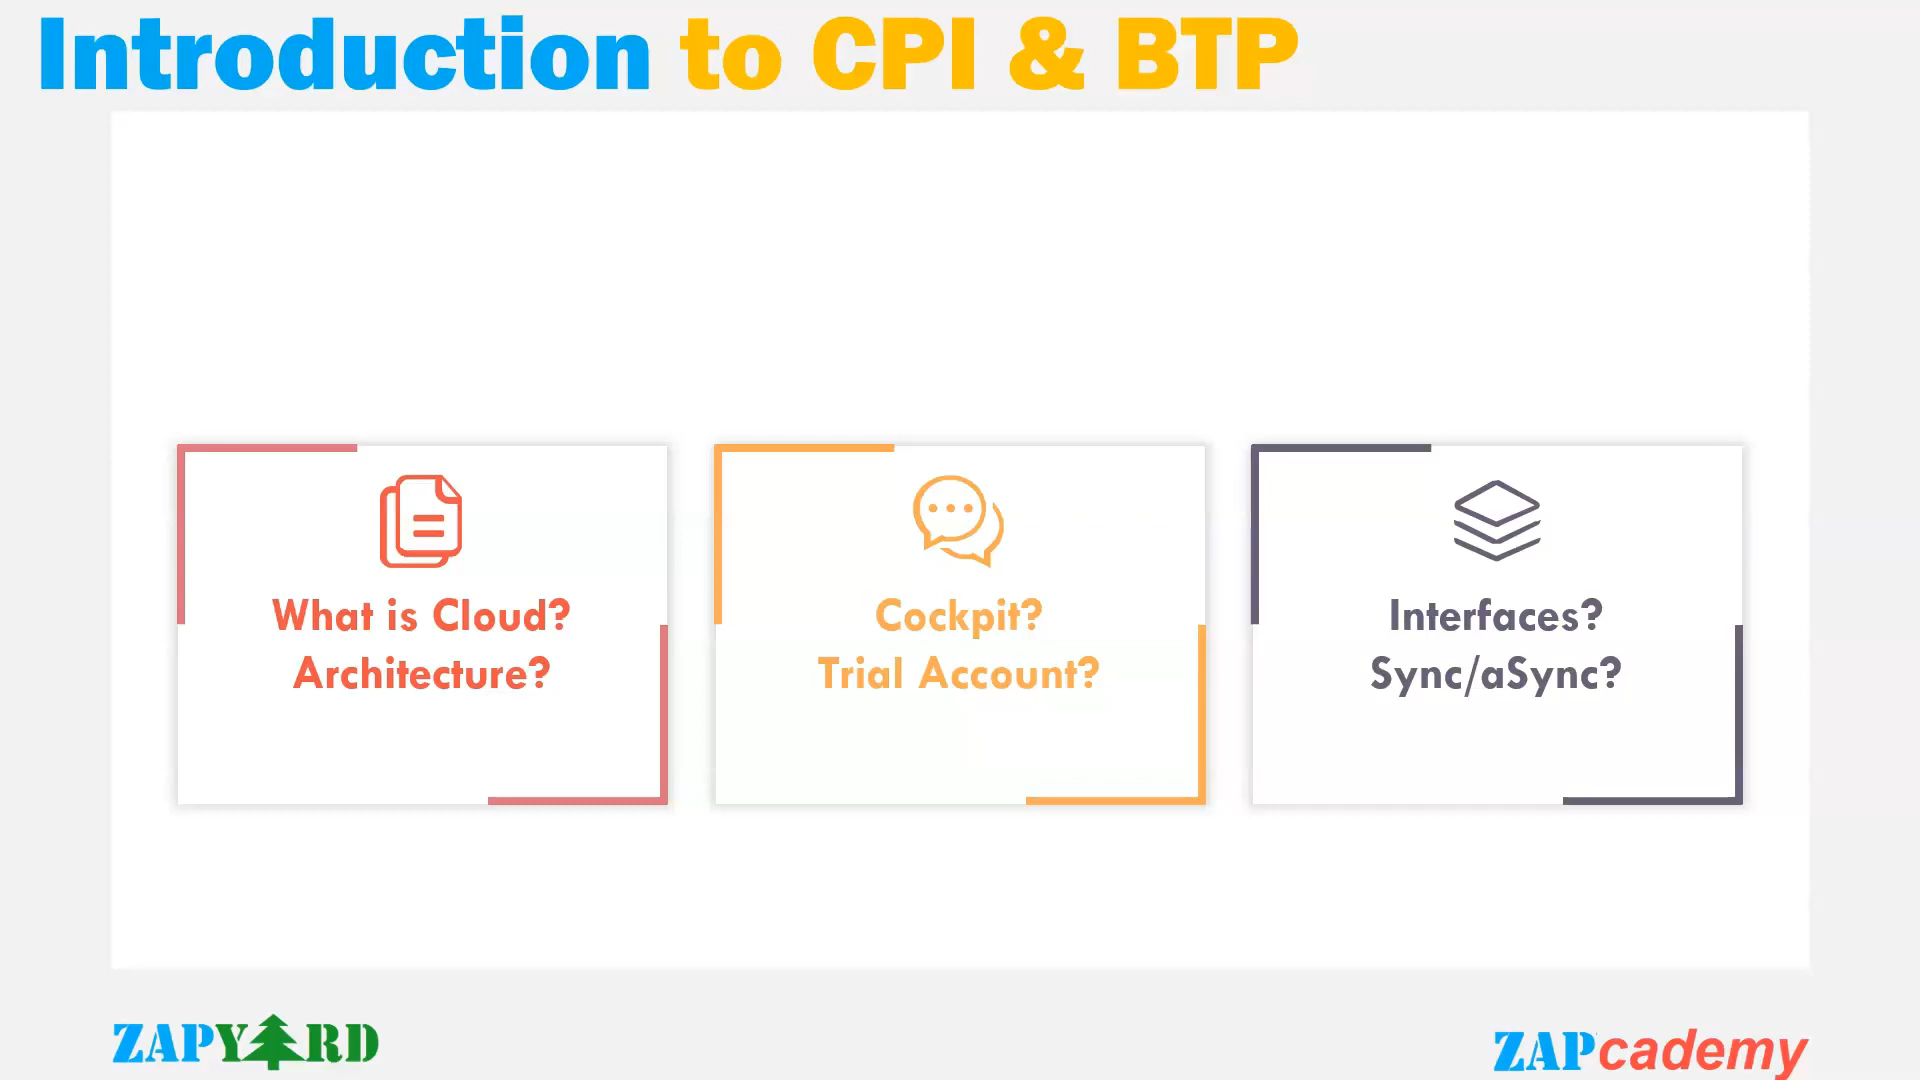 Introduction to CPI & BTP
What is Cloud?
Architecture?
Cockpit?
Trial Account?
Interfaces?
Sync/aSync?
ZAPYARD
ZAPcademy